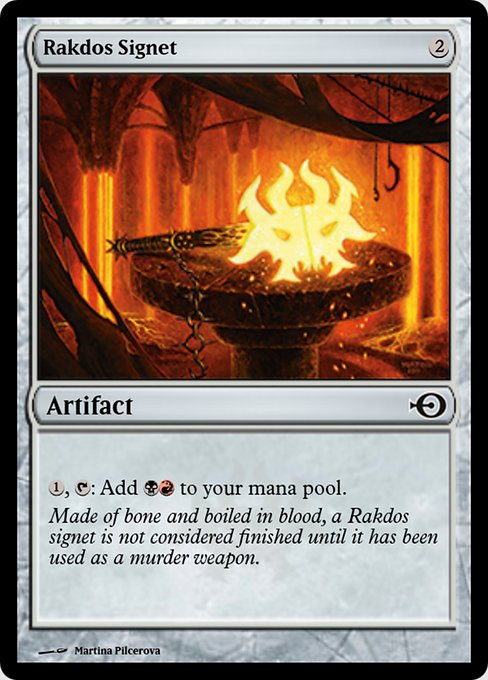 Rakdos Signet 2
Artifact
1, T: Add to your mana pool.
Made of bone and boiled in blood, a Rakdos
signet is not considered finished until it has been
used as a murder weapon.
Martina Pilcerova